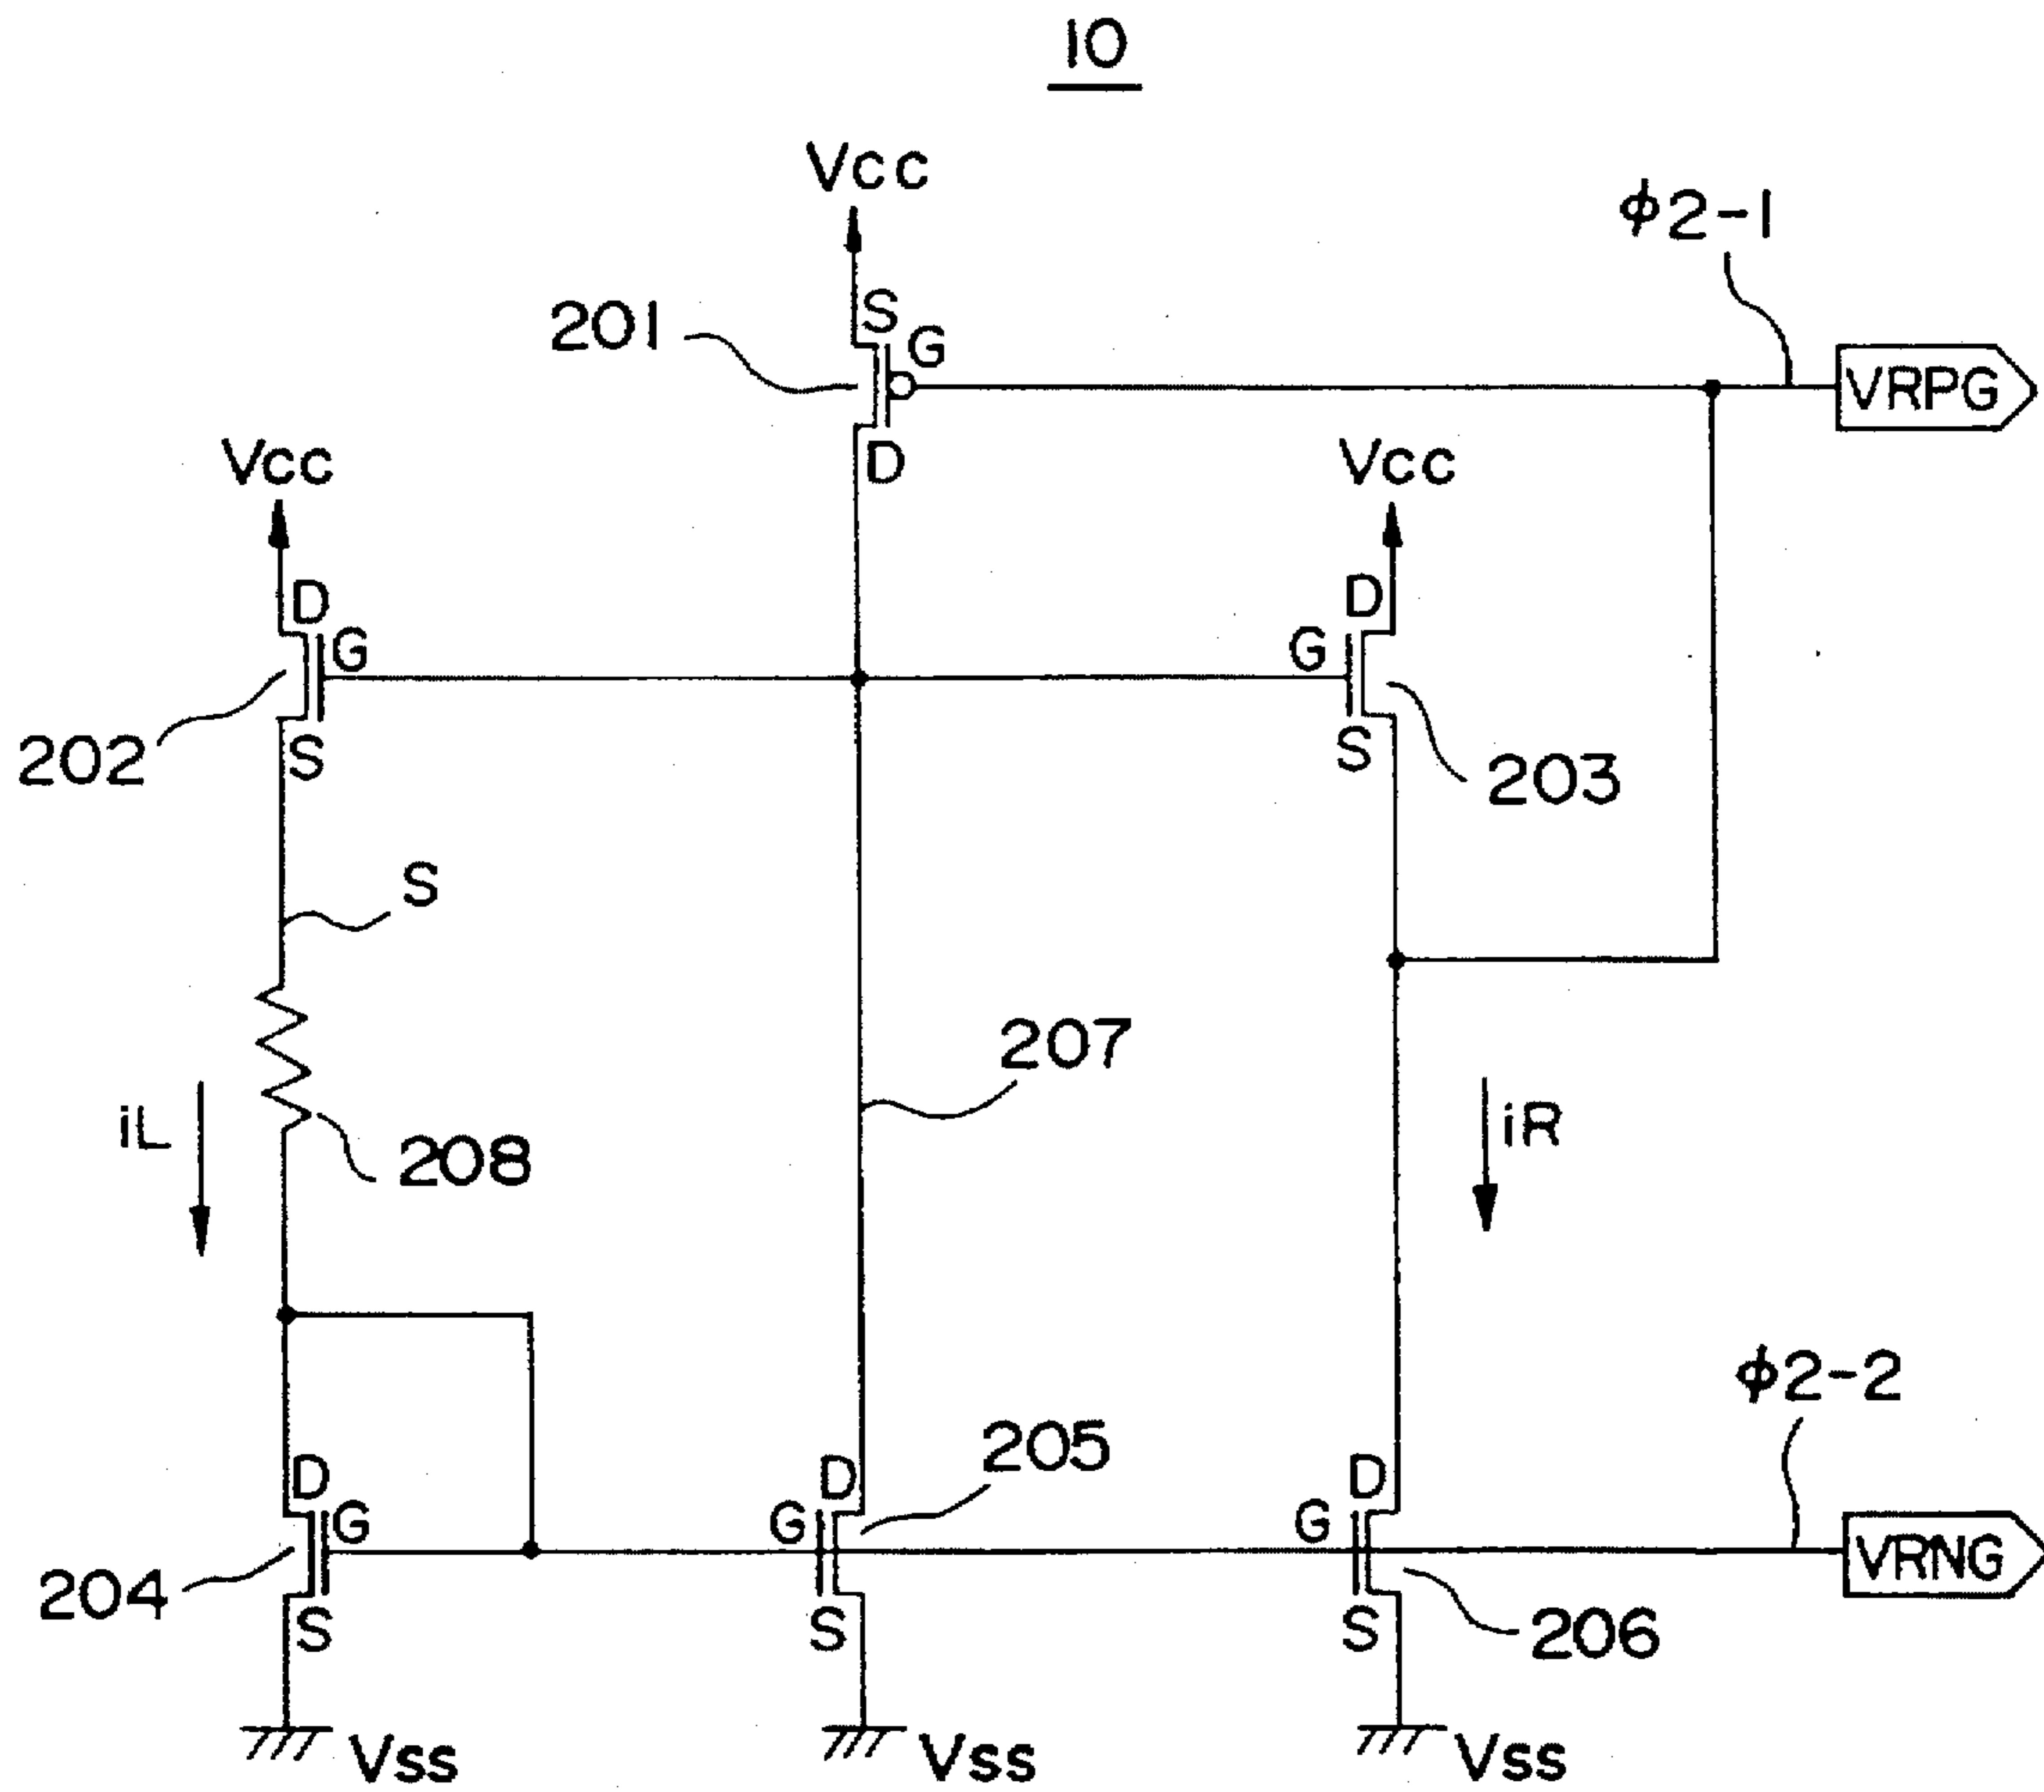 10
Vcc
φ2-1
201
S
G
VRPG
D
Vcc
Vcc
D
G
D
G
S
202
S
203
S
207
iL
208
iR
φ2-2
205
D
G
D
G
D
G
VRNG
204
S
S
S
206
Vss
Vss
Vss